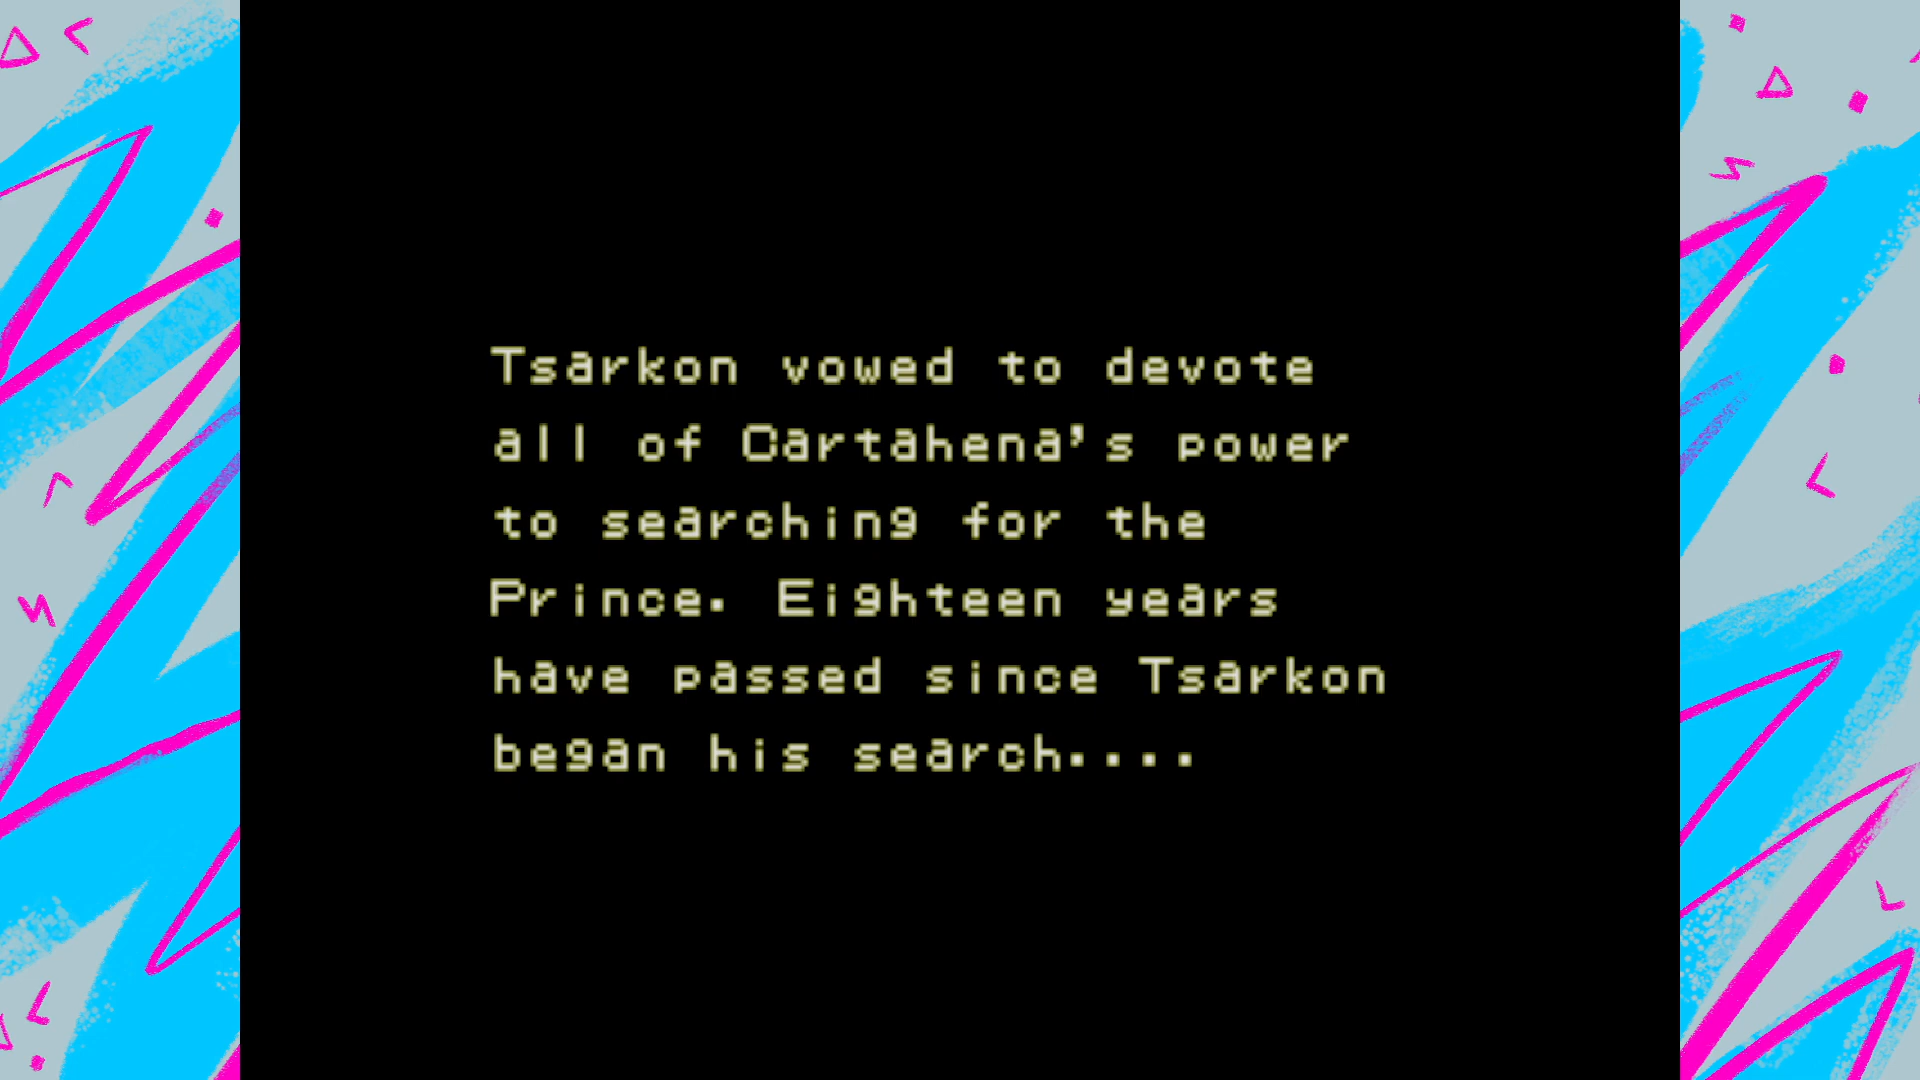 Tsarkon vowed to devote
all of Cartahena's power
to searching for the
Prince. Eighteen years
have passed since Tsarkon
began his search....